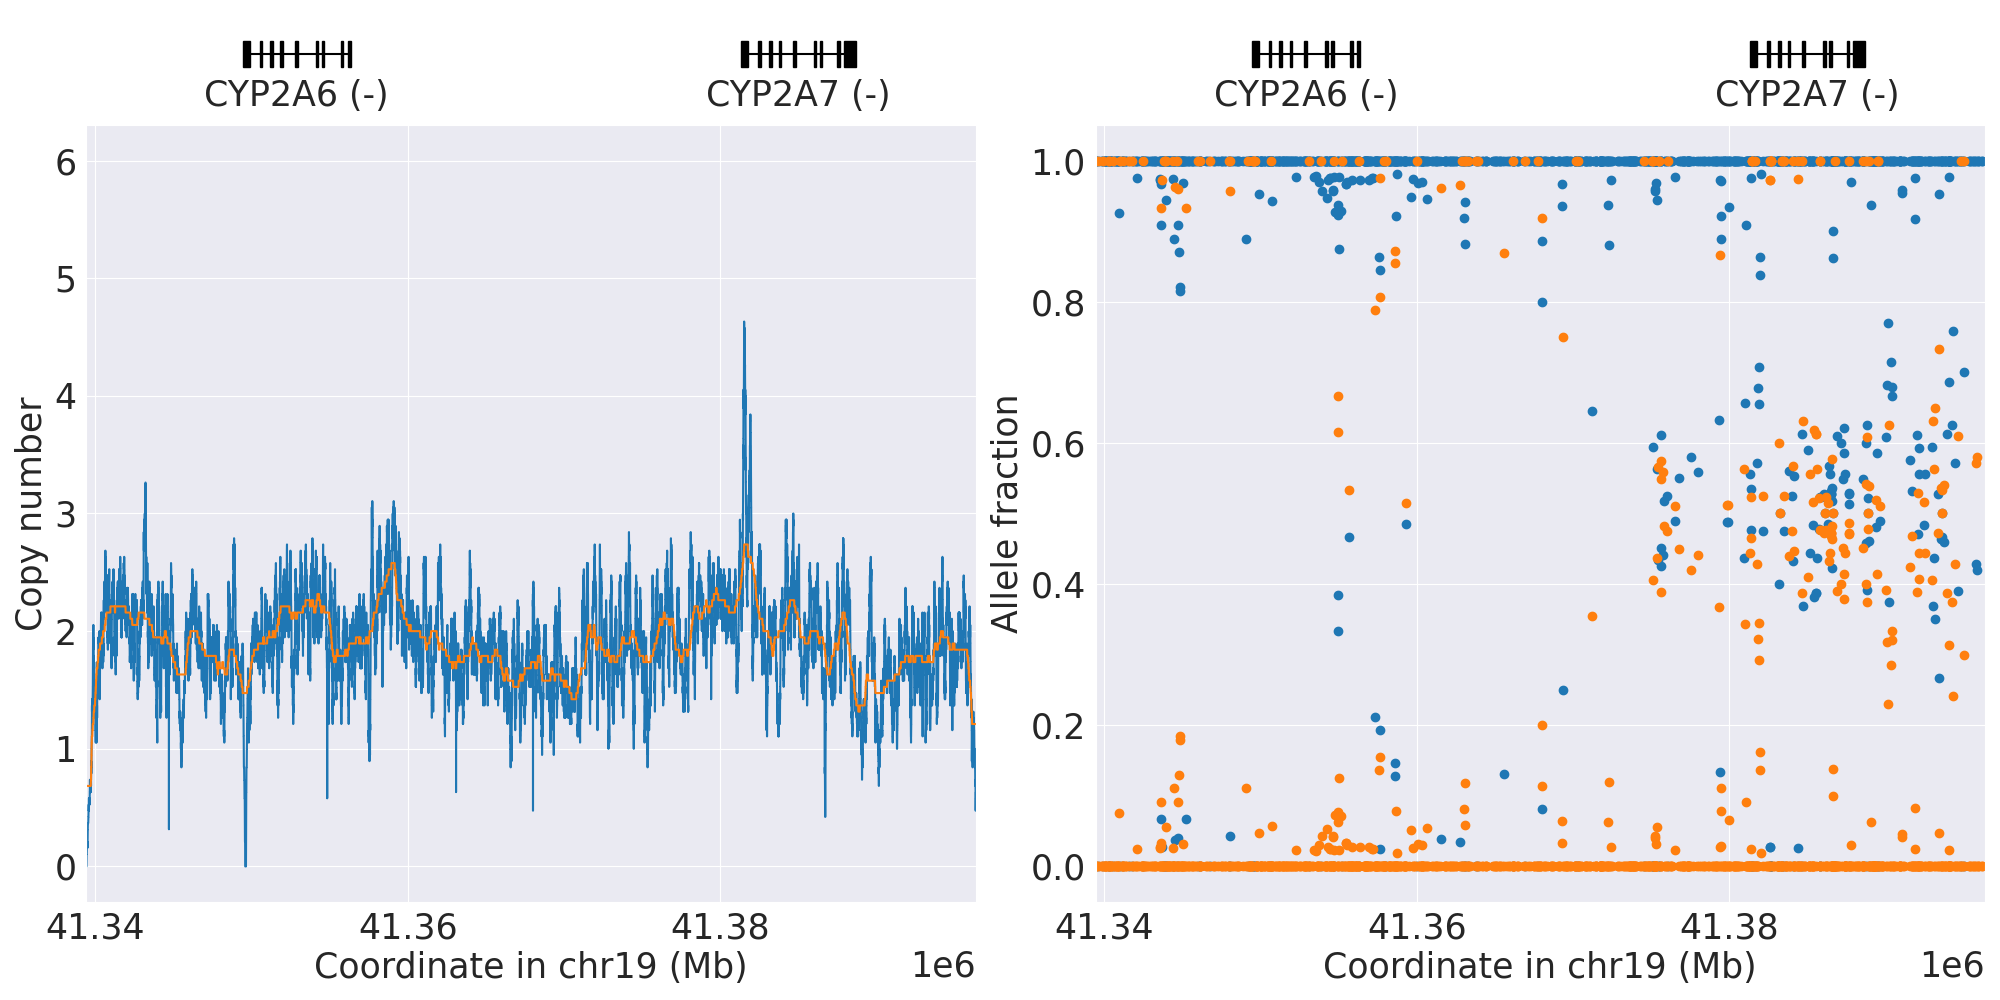 CYP2A6 (-)
CYP2A7 (-)
6
5
4
3
2
1
0
Copy number
41.34
41.36
41.38
Coordinate in chr19 (Mb)
1e6
CYP2A6 (-)
CYP2A7 (-)
1.0
0.8
0.6
0.4
0.2
0.0
Allele fraction
41.34
41.36
41.38
Coordinate in chr19 (Mb)
1e6